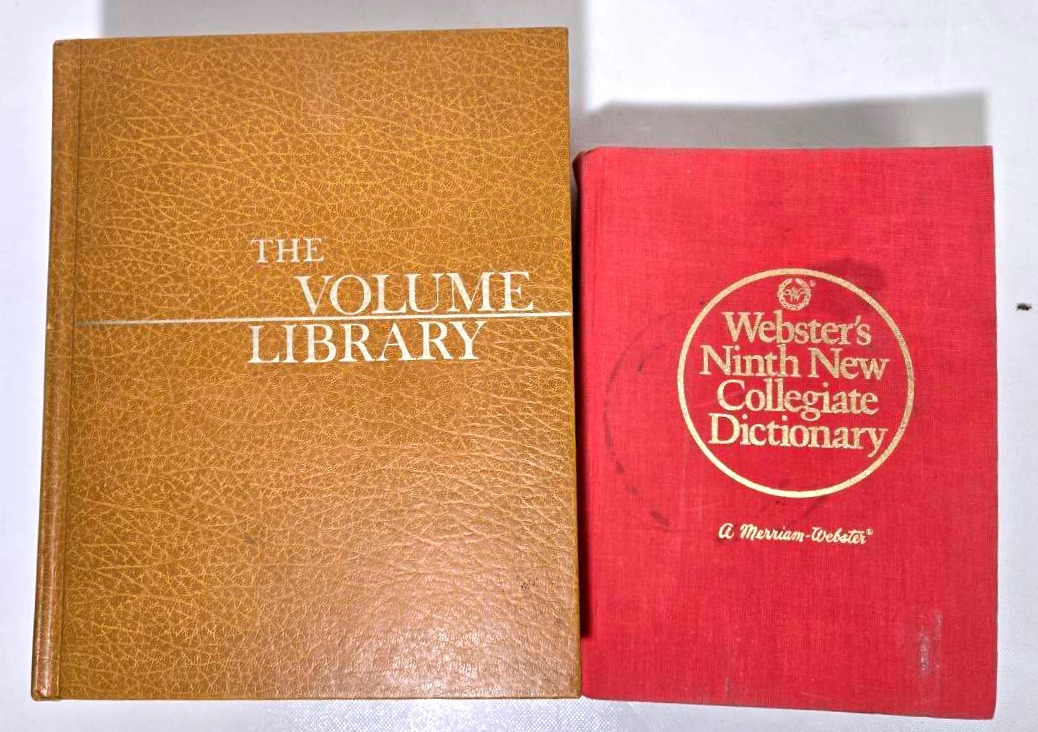 THE
VOLUME
LIBRARY
Webster's
Ninth New
Collegiate
Dictionary
A Merriam-Webster®